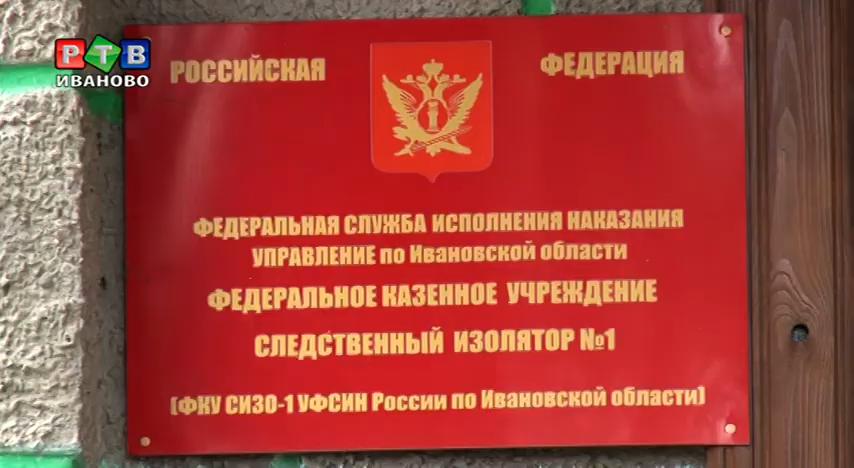 РТВ
ИВАНОВО
РОССИЙСКАЯ ФЕДЕРАЦИЯ
ФЕДЕРАЛЬНАЯ СЛУЖБА ИСПОЛНЕНИЯ НАКАЗАНИЯ
УПРАВЛЕНИЕ по Ивановской области
ФЕДЕРАЛЬНОЕ КАЗЕННОЕ УЧРЕЖДЕНИЕ
СЛЕДСТВЕННЫЙ ИЗОЛЯТОР №1
(ФКУ СИЗО-1 УФСИН России по Ивановской области)